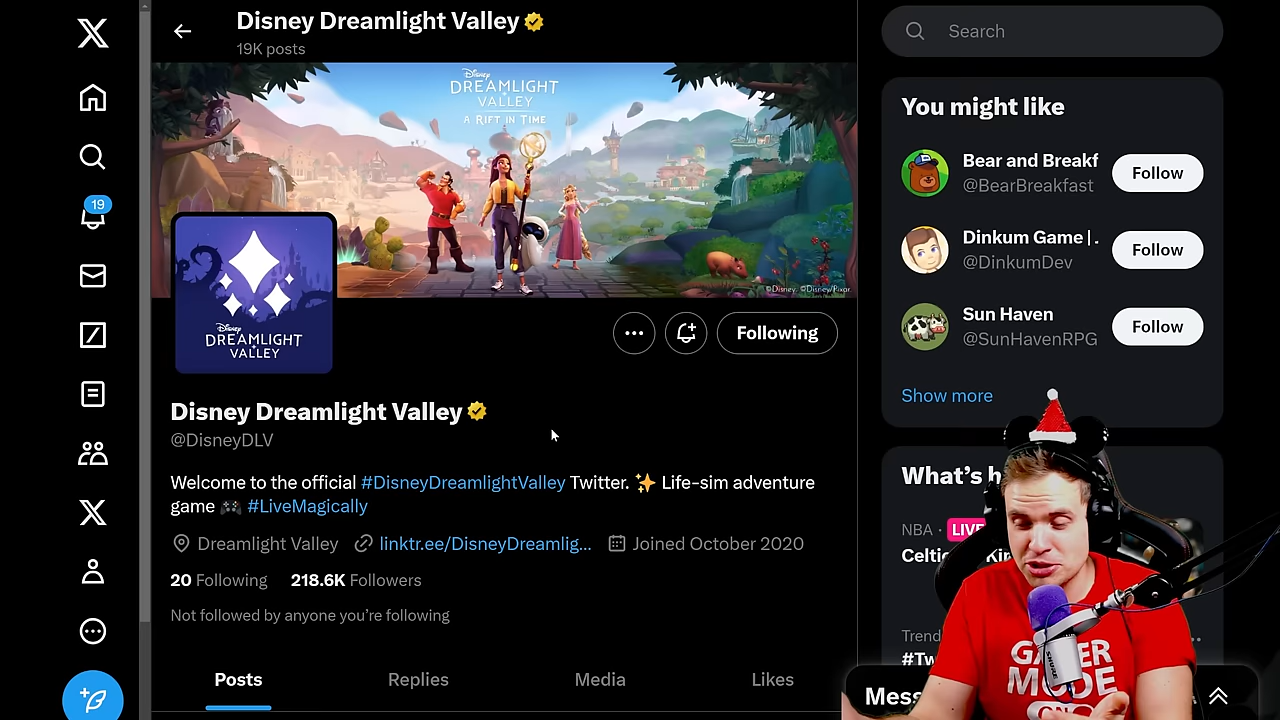 Disney Dreamlight Valley
19K posts
Disney
DREAMLIGHT
VALLEY
A RIFT IN TIME
©Disney. ©Disney/Pixar.
Disney
DREAMLIGHT
VALLEY
Following
Disney Dreamlight Valley
@DisneyDLV
Welcome to the official #DisneyDreamlightValley Twitter. ✨ Life-sim adventure
game 🎮 #LiveMagically
Dreamlight Valley linktr.ee/DisneyDreamlig... Joined October 2020
20 Following 218.6K Followers
Not followed by anyone you're following
Posts Replies Media Likes
19
Search
You might like
Bear and Breakf
@BearBreakfast
Follow
Dinkum Game | .
@DinkumDev
Follow
Sun Haven
@SunHavenRPG
Follow
Show more
What's h
NBA · LIVE
Celtic
Kin
Trend
#Tw
Mess
GAMER
MODE
ON
SHURE